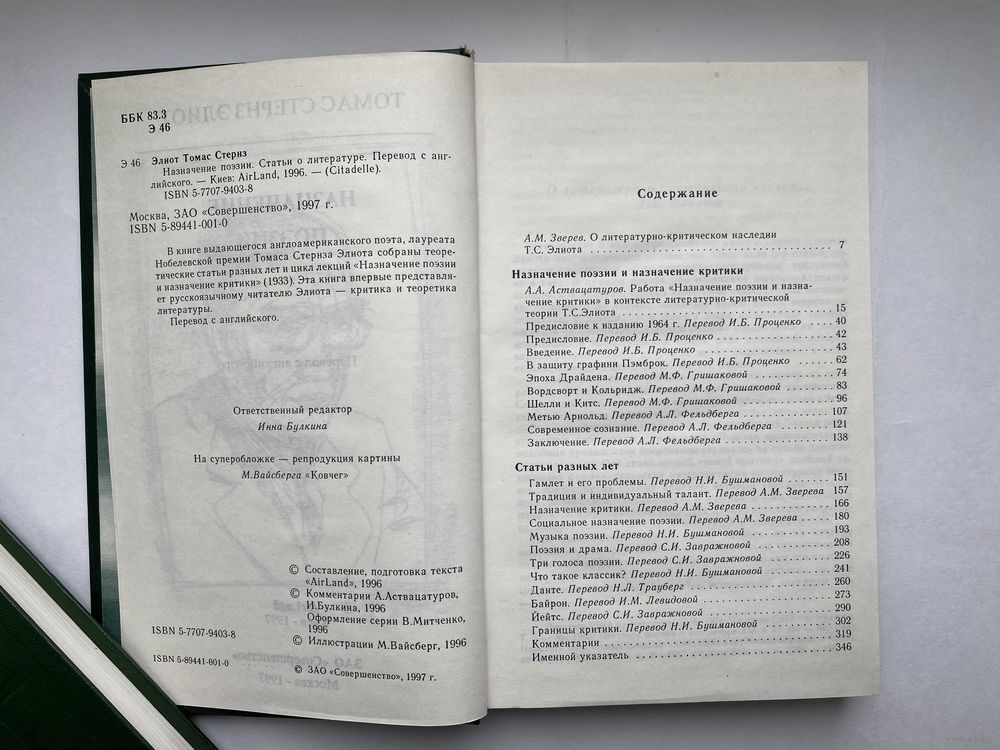 ББК 83.3
Э 46
Э 46 Элиот Томас Стернз
Назначение поэзии. Статьи о литературе. Перевод с анг-
лийского. — Киев: AirLand, 1996. — (Citadelle).
ISBN 5-7707-9403-8
Москва, ЗАО «Совершенство», 1997 г.
ISBN 5-89441-001-0
В книге выдающегося англоамериканского поэта, лауреата
Нобелевской премии Томаса Стернза Элиота собраны теоре-
тические статьи разных лет и цикл лекций «Назначение поэзии
и назначение критики» (1933). Эта книга впервые представля-
ет русскоязычному читателю Элиота — критика и теоретика
литературы.
Перевод с английского.
Ответственный редактор
Инна Булкина
На суперобложке — репродукция картины
М.Вайсберга «Ковчег»
© Составление, подготовка текста
«AirLand», 1996
© Комментарии А.Аствацатуров,
И.Булкина, 1996
Оформление серии В.Митченко,
1996
© Иллюстрации М.Вайсберг, 1996
ISBN 5-7707-9403-8
ISBN 5-89441-001-0
© ЗАО «Совершенство», 1997 г.
Содержание
А.М. Зверев. О литературно-критическом наследии
Т.С. Элиота 7
Назначение поэзии и назначение критики
А.А. Аствацатуров. Работа «Назначение поэзии и назна-
чение критики» в контексте литературно-критической
теории Т.С.Элиота 15
Предисловие к изданию 1964 г. Перевод И.Б. Проценко 40
Предисловие. Перевод И.Б. Проценко 42
Введение. Перевод И.Б. Проценко 43
В защиту графини Пэмброк. Перевод И.Б. Проценко 62
Эпоха Драйдена. Перевод М.Ф. Гришаковой 74
Вордсворт и Кольридж. Перевод М.Ф. Гришаковой 83
Шелли и Китс. Перевод М.Ф. Гришаковой 96
Метью Арнольд. Перевод А.Л. Фельдберга 107
Современное сознание. Перевод А.Л. Фельдберга 121
Заключение. Перевод А.Л. Фельдберга 138
Статьи разных лет
Гамлет и его проблемы. Перевод Н.И. Бушмановой 151
Традиция и индивидуальный талант. Перевод А.М. Зверева 157
Назначение критики. Перевод А.М. Зверева 166
Социальное назначение поэзии. Перевод А.М. Зверева 180
Музыка поэзии. Перевод Н.И. Бушмановой 193
Поэзия и драма. Перевод С.И. Завражновой 208
Три голоса поэзии. Перевод С.И. Завражновой 226
Что такое классик? Перевод Н.И. Бушмановой 241
Данте. Перевод Н.Л. Трауберг 260
Байрон. Перевод И.М. Левидовой 273
Йейтс. Перевод С.И. Завражновой 290
Границы критики. Перевод Н.И. Бушмановой 302
Комментарии 319
Именной указатель 346